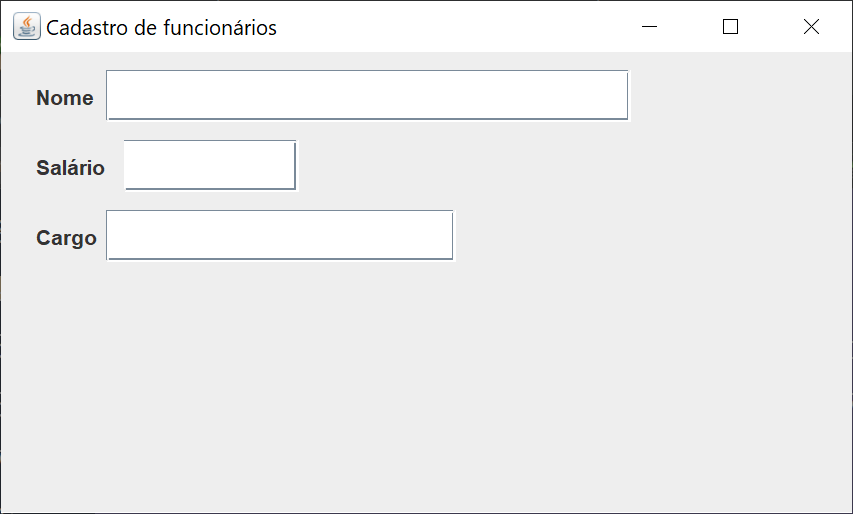 Cadastro de funcionários
Nome
Salário
Cargo